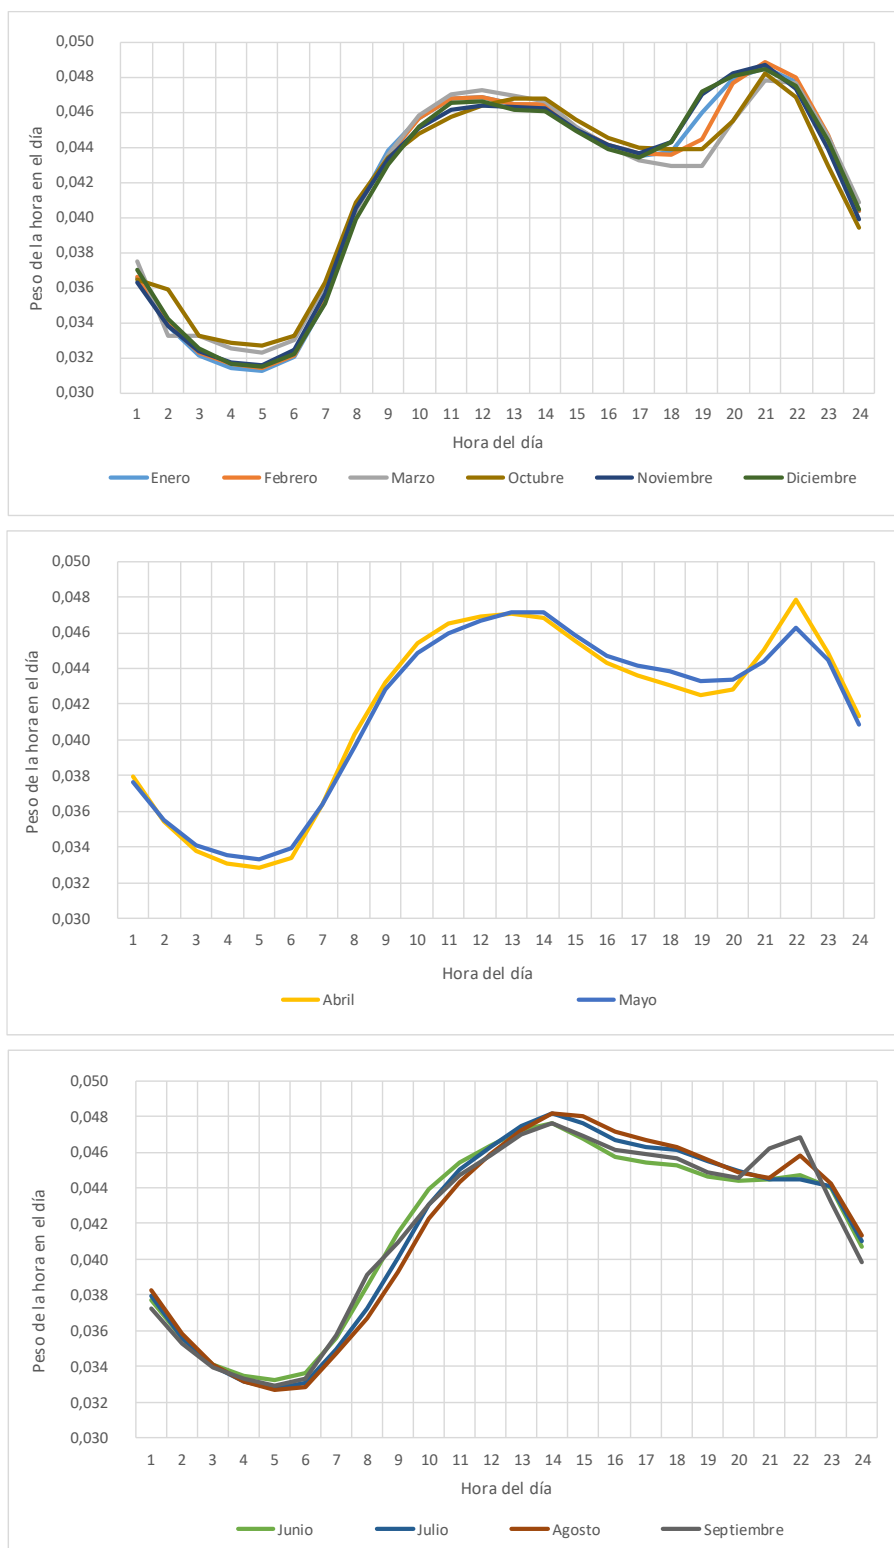 0,050
0,048
0,046
0,044
0,042
0,040
0,038
0,036
0,034
0,032
0,030
Peso de la hora en el día
1 2 3 4 5 6 7 8 9 10 11 12 13 14 15 16 17 18 19 20 21 22 23 24
Hora del día
Enero Febrero Marzo Octubre Noviembre Diciembre
0,050
0,048
0,046
0,044
0,042
0,040
0,038
0,036
0,034
0,032
0,030
Peso de la hora en el día
1 2 3 4 5 6 7 8 9 10 11 12 13 14 15 16 17 18 19 20 21 22 23 24
Hora del día
Abril Mayo
0,050
0,048
0,046
0,044
0,042
0,040
0,038
0,036
0,034
0,032
0,030
Peso de la hora en el día
1 2 3 4 5 6 7 8 9 10 11 12 13 14 15 16 17 18 19 20 21 22 23 24
Hora del día
Junio Julio Agosto Septiembre